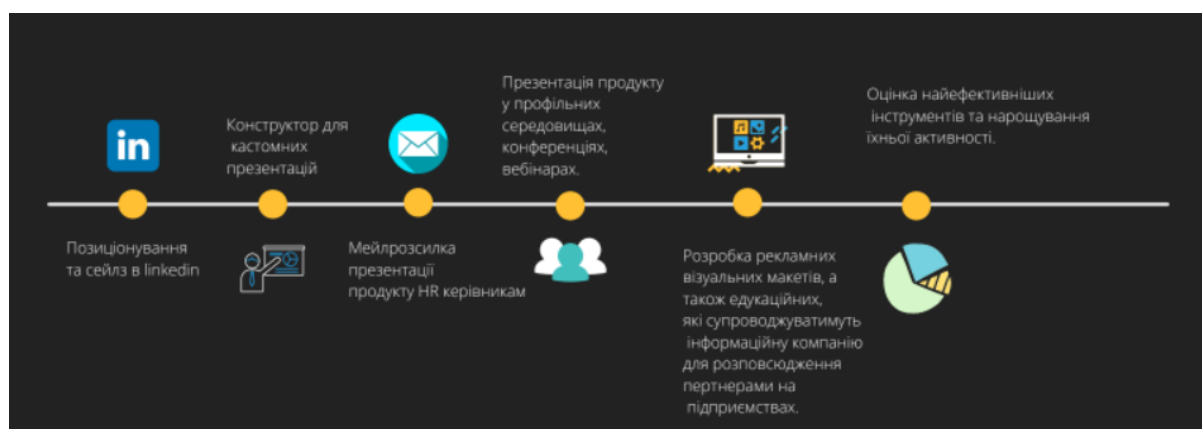 in
Позиціонування
та сейлз в linkedin
Конструктор для
кастомних
презентацій
Мейлрозсилка
презентації
продукту HR керівникам
Презентація продукту
у профільних
середовищах,
конференціях,
вебінарах.
Розробка рекламних
візуальних макетів, а
також едукаційних,
які супроводжуватимуть
інформаційну компанію
для розповсюдження
пертнерами на
підприємствах.
Оцінка найефективніших
інструментів та нарощування
їхньої активності.